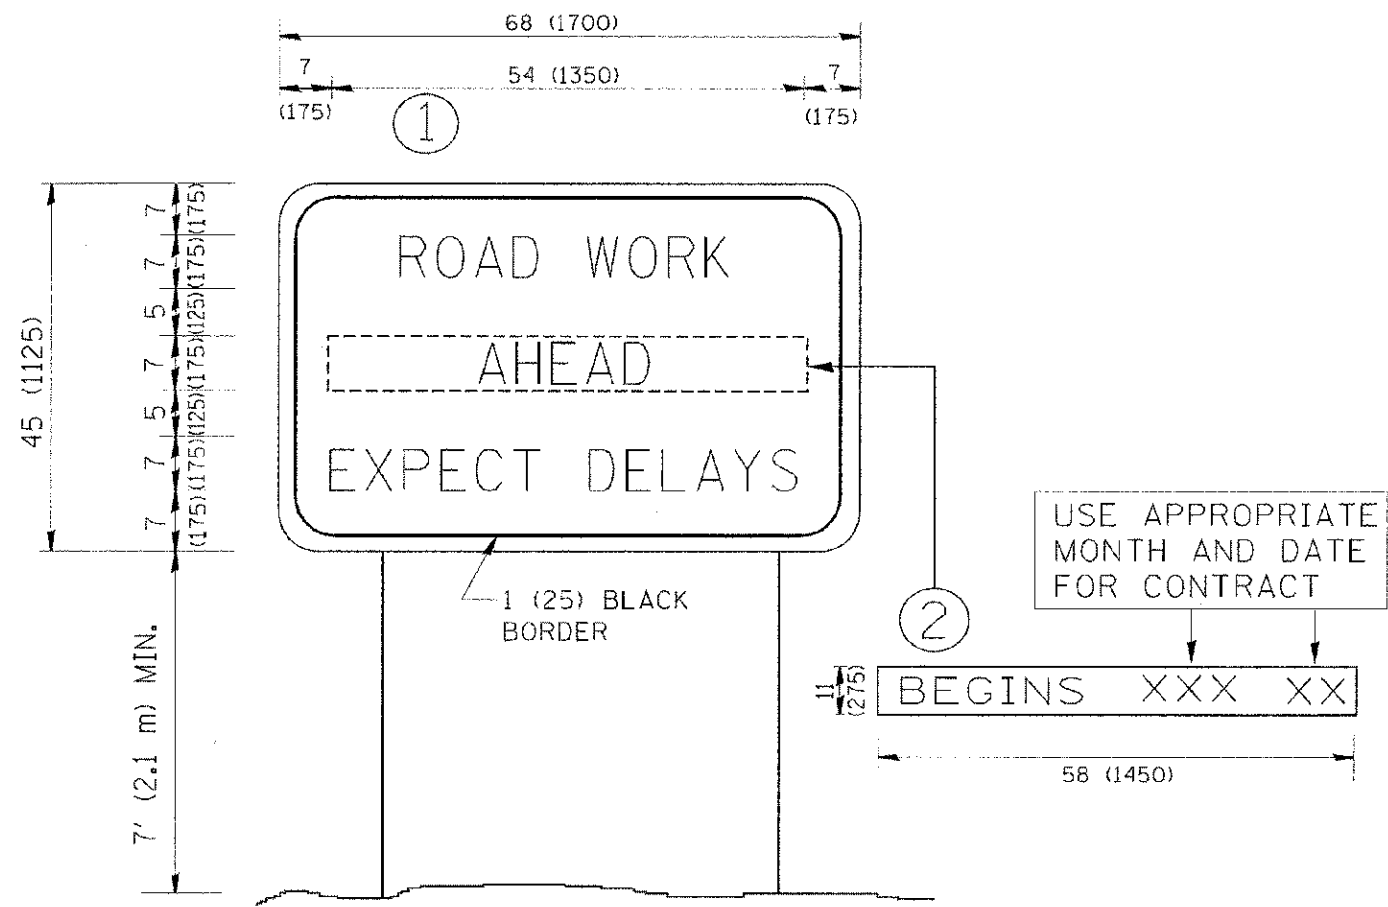 68 (1700)
7 54 (1350) 7
(175) (175)
1
45 (1125)
7 (175)
7 (175)
5 (125)
7 (175)
5 (125)
7 (175)
7 (175)
ROAD WORK
AHEAD
EXPECT DELAYS
1 (25) BLACK
BORDER
7' (2.1 m) MIN.
2
USE APPROPRIATE
MONTH AND DATE
FOR CONTRACT
11
(275)
BEGINS XXX XX
58 (1450)